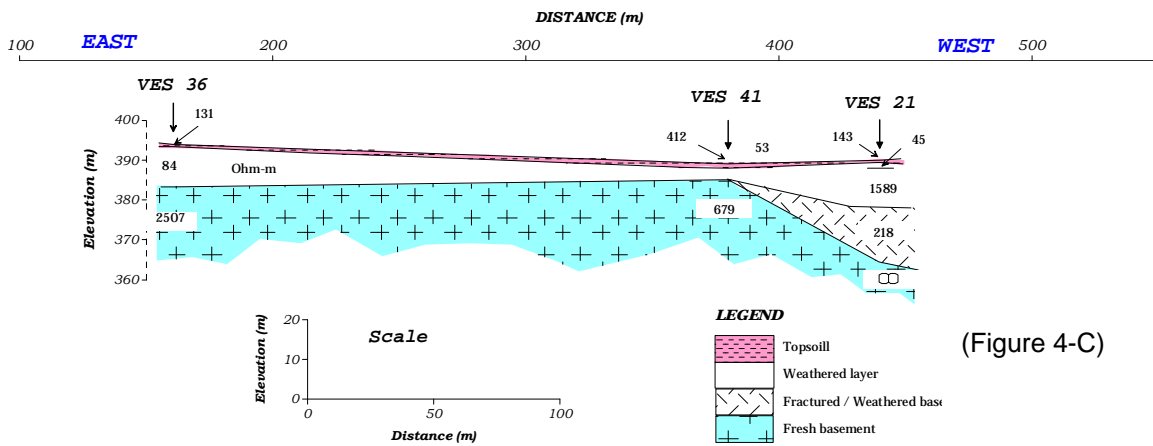 DISTANCE (m)
100 200 300 400 500
EAST WEST
VES 36 VES 41 VES 21
131 412 53 143 45
400
390
380
370
360
Elevation (m)
84 Ohm-m 1589
2507 679 218
20
10
0
Elevation (m)
Scale
0 50 100
Distance (m)
LEGEND
Topsoill
Weathered layer
Fractured / Weathered base
Fresh basement
(Figure 4-C)